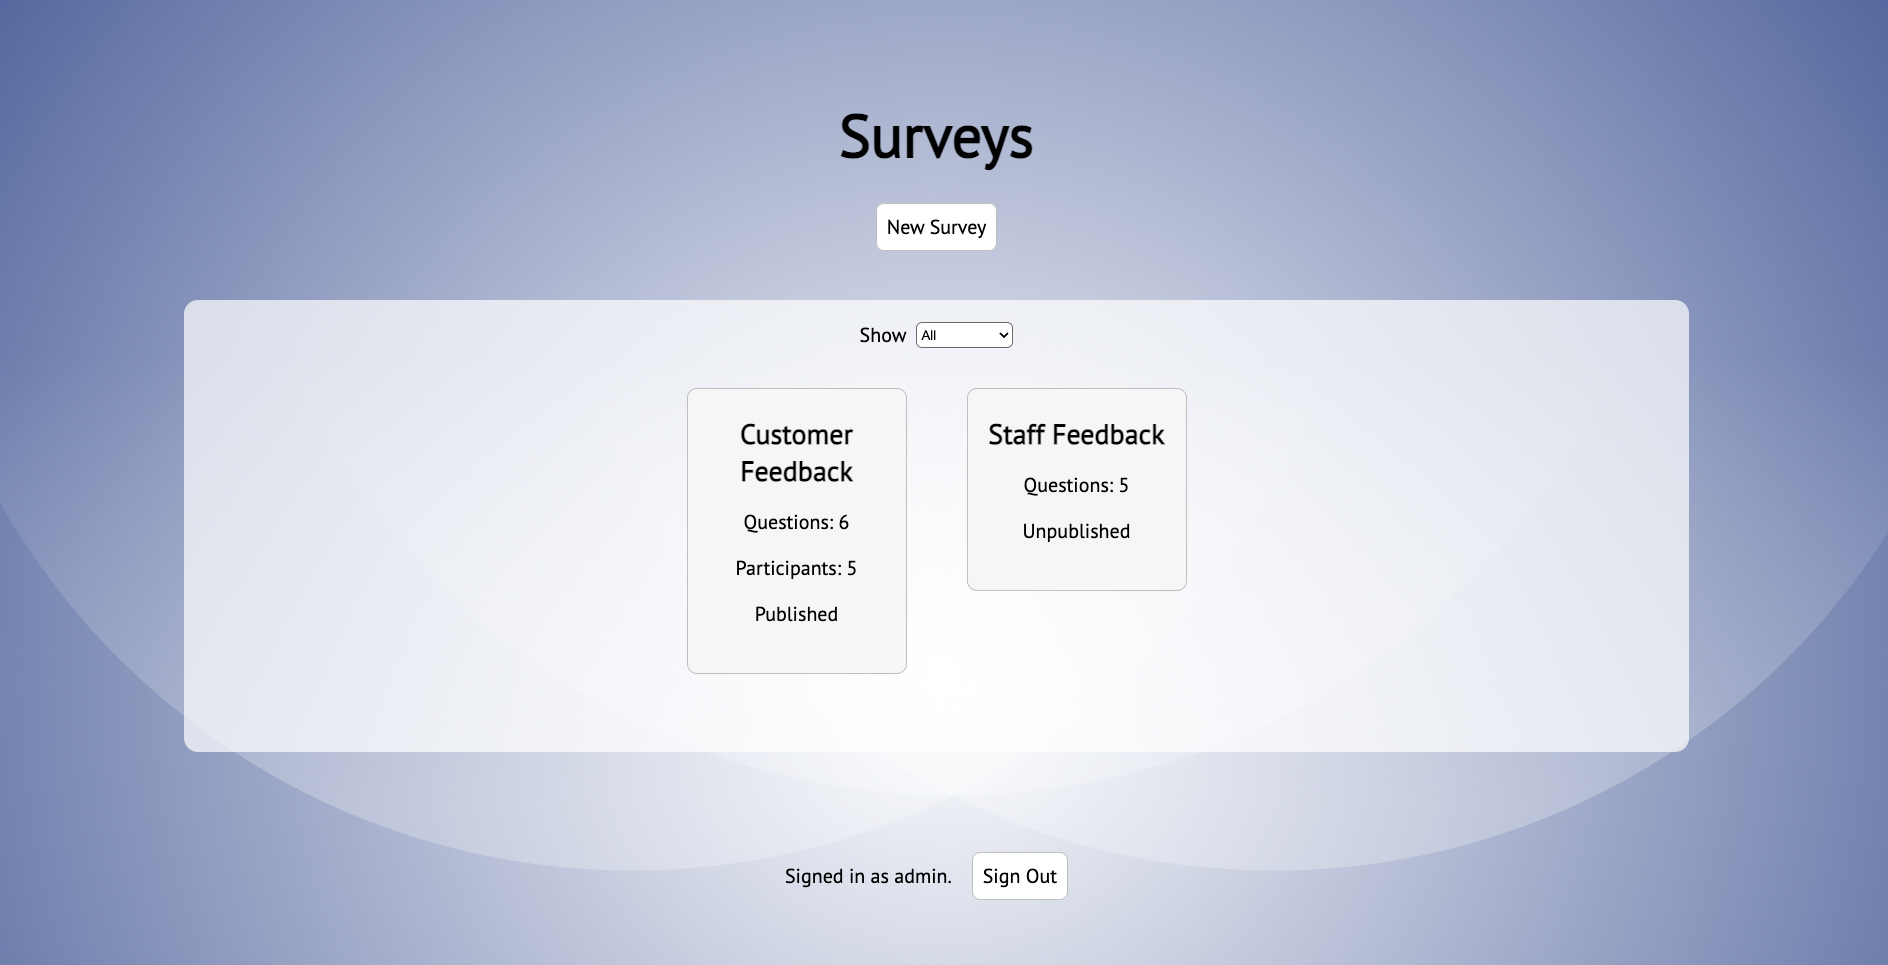 Surveys
New Survey
Show All
Customer
Feedback
Questions: 6
Participants: 5
Published
Staff Feedback
Questions: 5
Unpublished
Signed in as admin. Sign Out